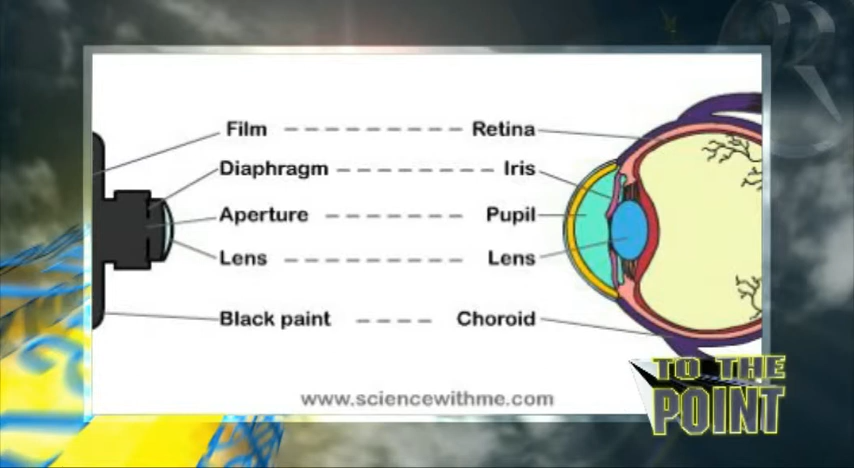 Film Retina
Diaphragm Iris
Aperture Pupil
Lens Lens
Black paint Choroid
www.sciencewithme.com
TO THE
POINT